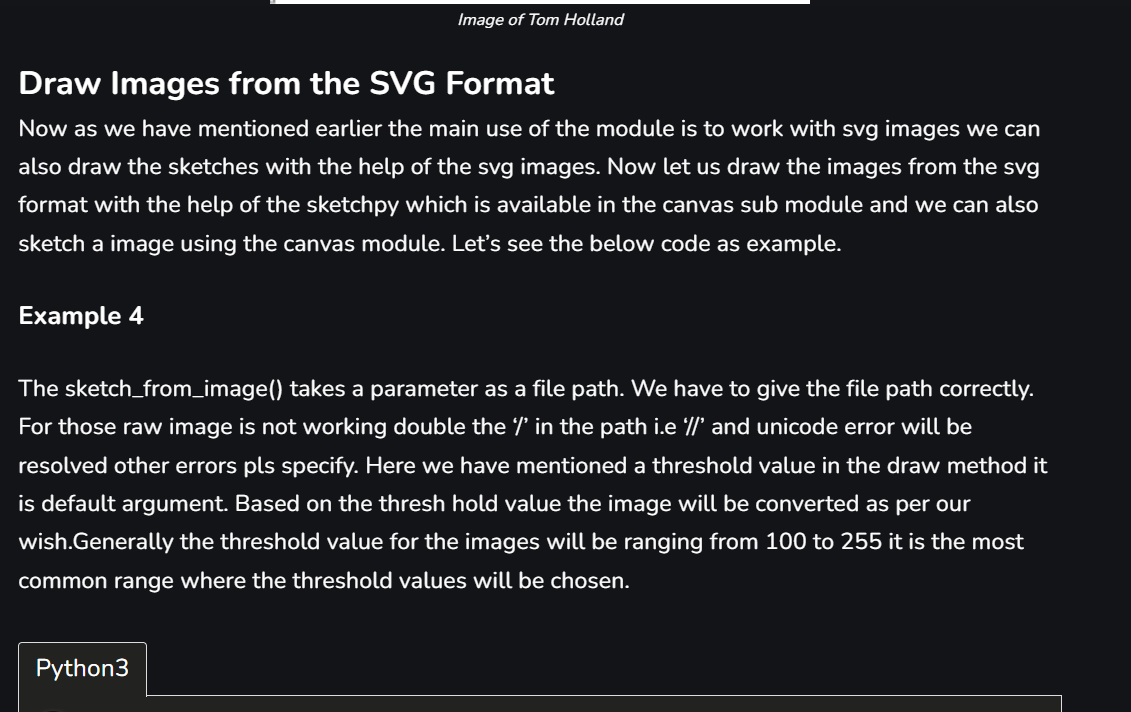 Image of Tom Holland
Draw Images from the SVG Format
Now as we have mentioned earlier the main use of the module is to work with svg images we can
also draw the sketches with the help of the svg images. Now let us draw the images from the svg
format with the help of the sketchpy which is available in the canvas sub module and we can also
sketch a image using the canvas module. Let’s see the below code as example.
Example 4
The sketch_from_image() takes a parameter as a file path. We have to give the file path correctly.
For those raw image is not working double the ‘/’ in the path i.e ‘//’ and unicode error will be
resolved other errors pls specify. Here we have mentioned a threshold value in the draw method it
is default argument. Based on the thresh hold value the image will be converted as per our
wish.Generally the threshold value for the images will be ranging from 100 to 255 it is the most
common range where the threshold values will be chosen.
Python3